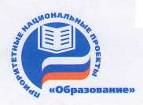 ПРИОРИТЕТНЫЕ НАЦИОНАЛЬНЫЕ ПРОЕКТЫ
«Образование»